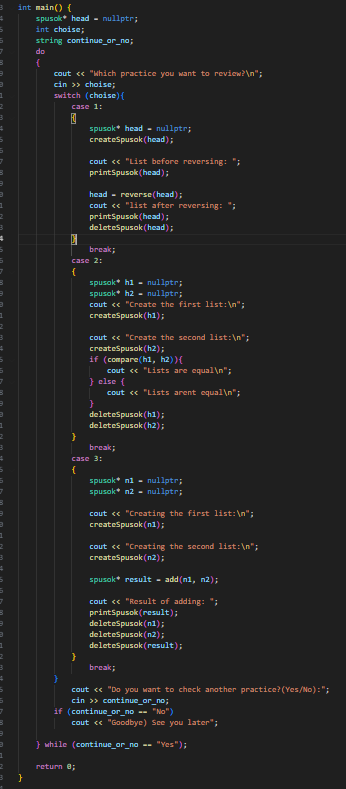 int main() {
spusok* head = nullptr;
int choise;
string continue_or_no;
do
{
cout << "Which practice you want to review?\n";
cin >> choise;
switch (choise){
case 1:
{
spusok* head = nullptr;
createSpusok(head);
cout << "List before reversing: ";
printSpusok(head);
head = reverse(head);
cout << "list after reversing: ";
printSpusok(head);
deleteSpusok(head);
}
break;
case 2:
{
spusok* h1 = nullptr;
spusok* h2 = nullptr;
cout << "Create the first list:\n";
createSpusok(h1);
cout << "Create the second list:\n";
createSpusok(h2);
if (compare(h1, h2)){
cout << "Lists are equal\n";
} else {
cout << "Lists arent equal\n";
}
deleteSpusok(h1);
deleteSpusok(h2);
}
break;
case 3:
{
spusok* n1 = nullptr;
spusok* n2 = nullptr;
cout << "Creating the first list:\n";
createSpusok(n1);
cout << "Creating the second list:\n";
createSpusok(n2);
spusok* result = add(n1, n2);
cout << "Result of adding: ";
printSpusok(result);
deleteSpusok(n1);
deleteSpusok(n2);
deleteSpusok(result);
}
break;
}
cout << "Do you want to check another practice?(Yes/No):";
cin >> continue_or_no;
if (continue_or_no == "No")
cout << "Goodbye) See you later";
} while (continue_or_no == "Yes");
return 0;
}